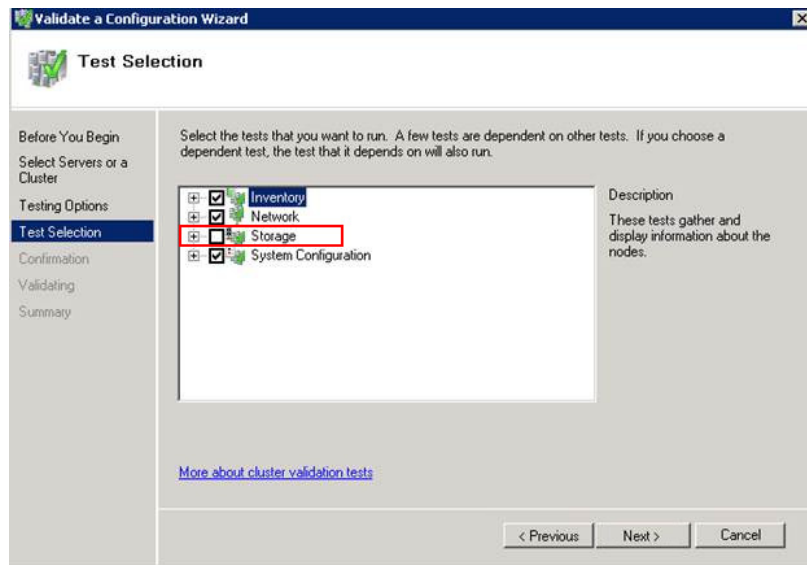 Validate a Configuration Wizard
Test Selection
Before You Begin
Select Servers or a
Cluster
Testing Options
Test Selection
Confirmation
Validating
Summary
Select the tests that you want to run. A few tests are dependent on other tests. If you choose a
dependent test, the test that it depends on will also run.
Inventory
Network
Storage
System Configuration
Description
These tests gather and
display information about the
nodes.
More about cluster validation tests
< Previous
Next >
Cancel